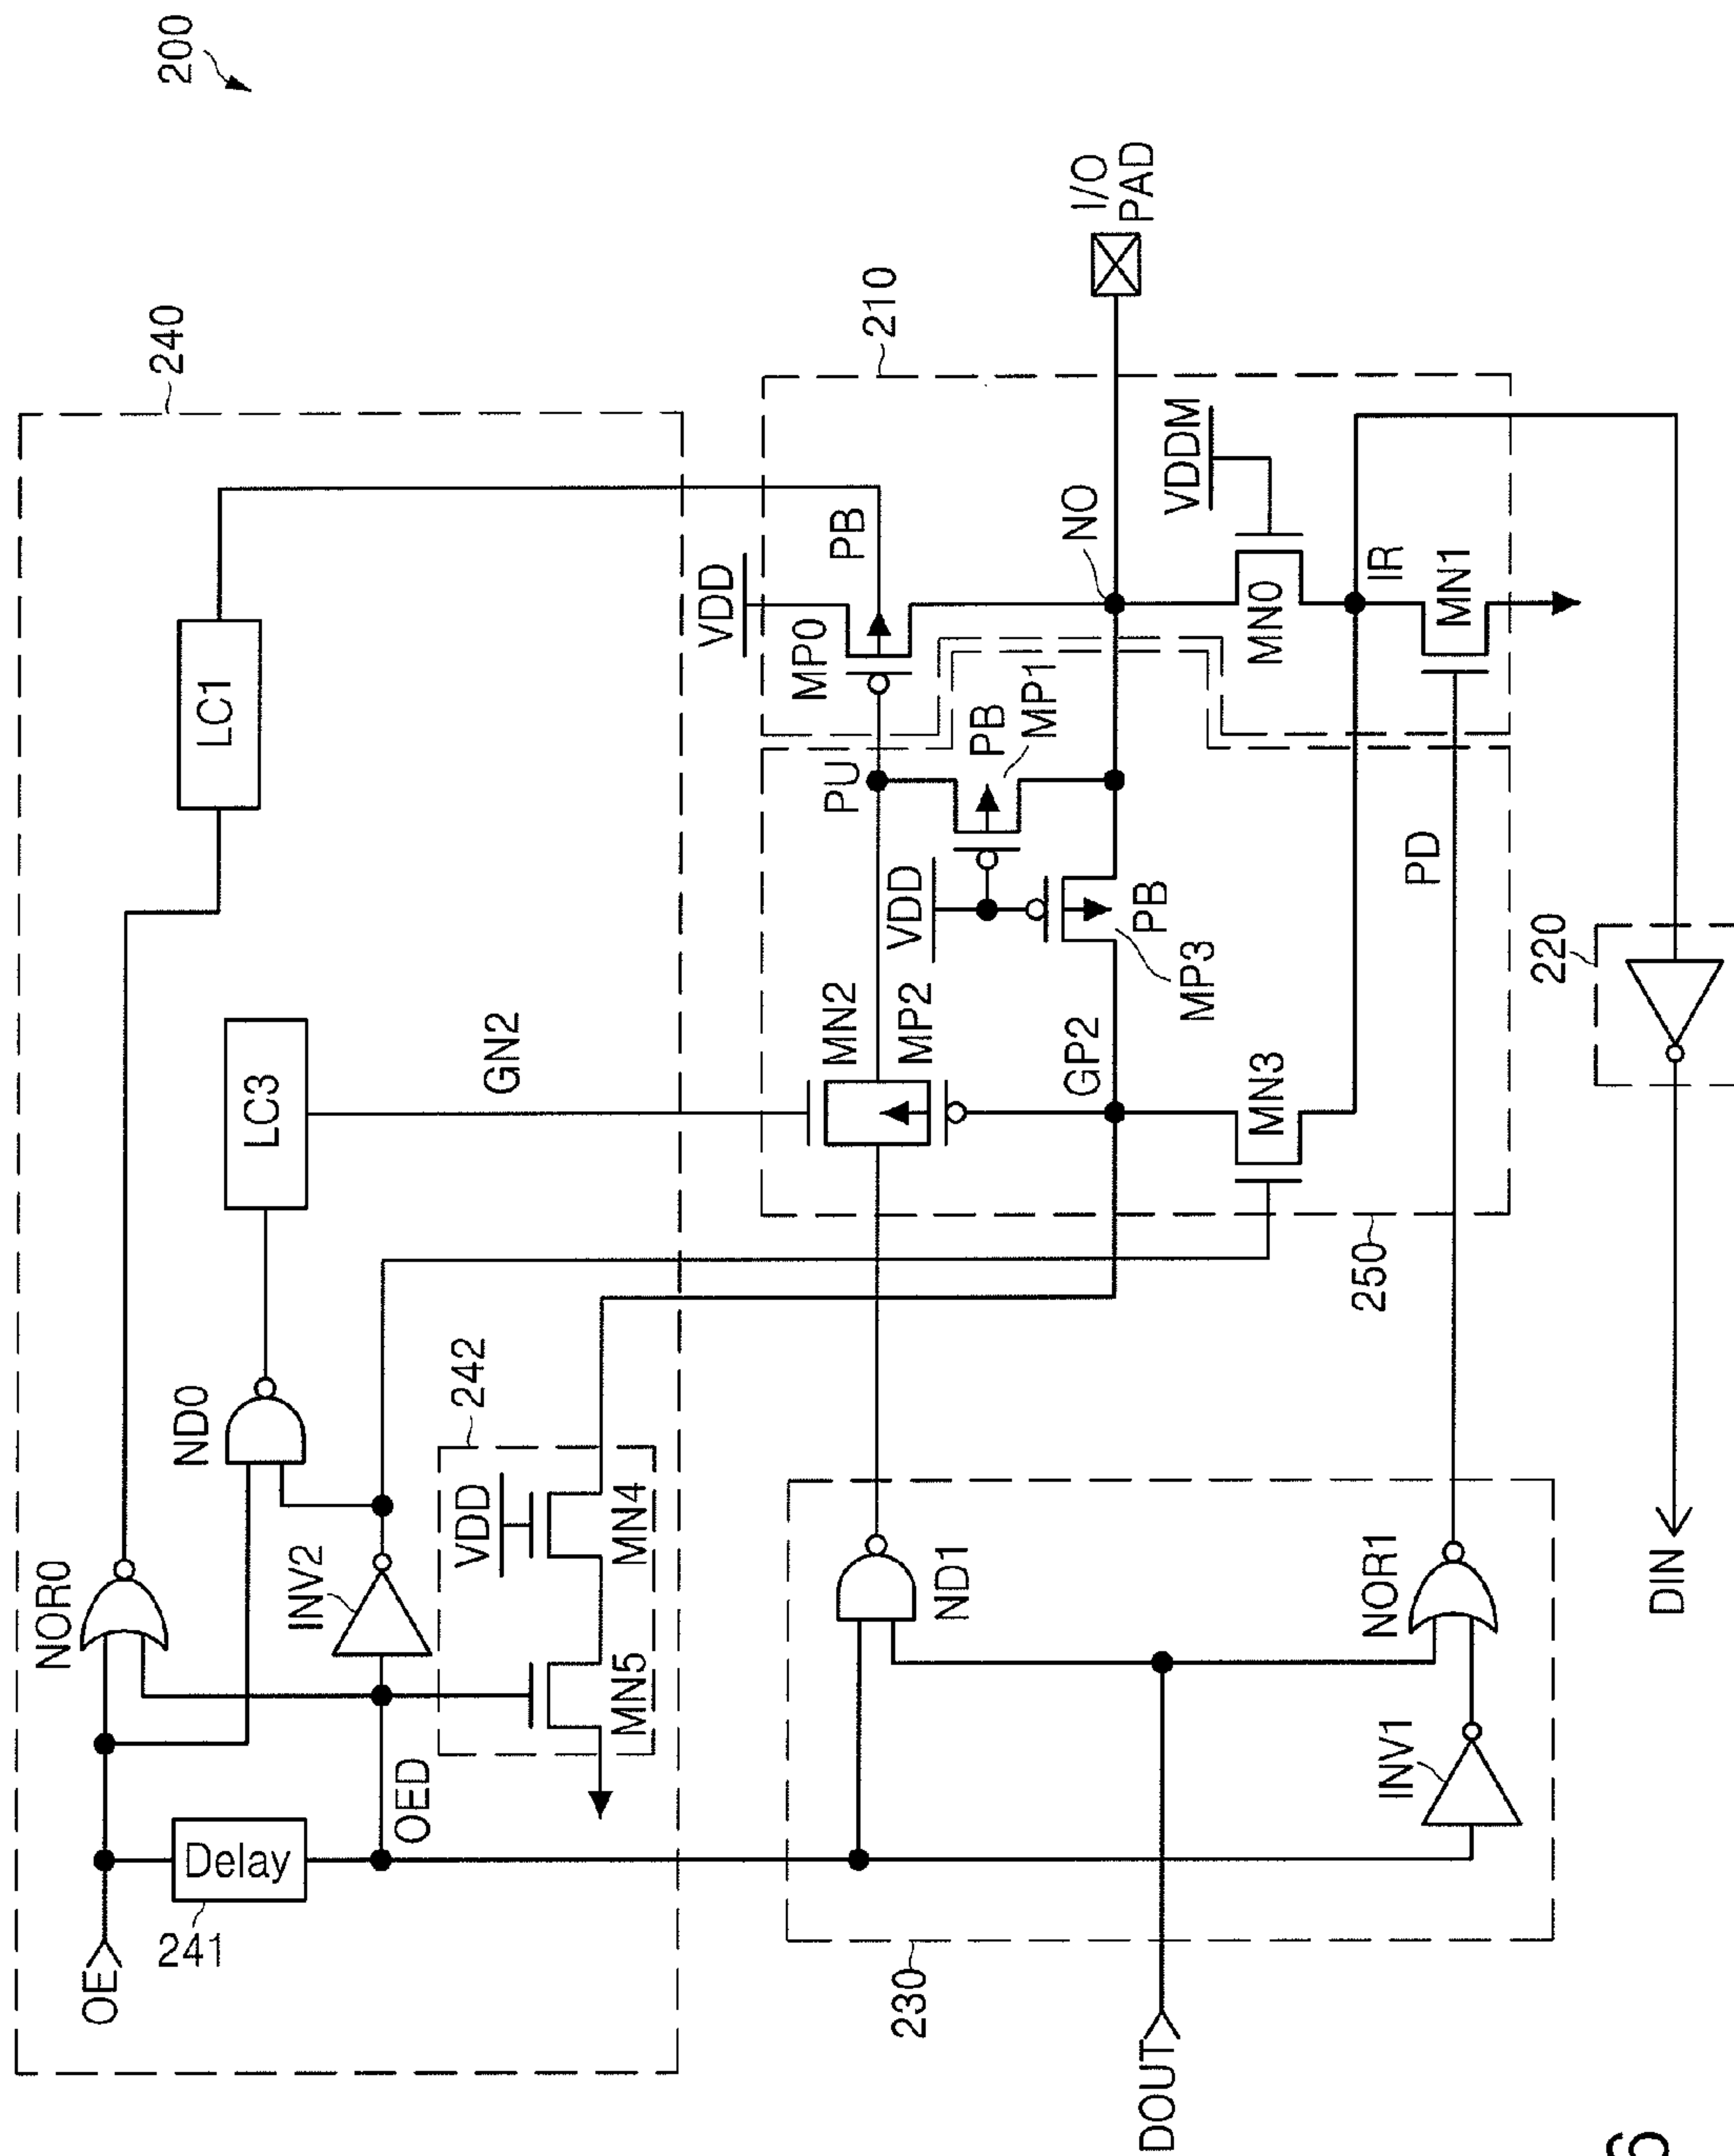 200
240
LC1
LC3
GN2
ND0
NOR0
INV2
242
VDD
MN4
MN5
OED
Delay
241
OE
210
VDD
MP0
PB
I/O
PAD
NO
VDDM
MN0
IR
MN1
PU
PB
MP1
VDD
PB
MP3
MN2
MP2
GP2
MN3
PD
250
220
DIN
ND1
NOR1
INV1
230
DOUT
6